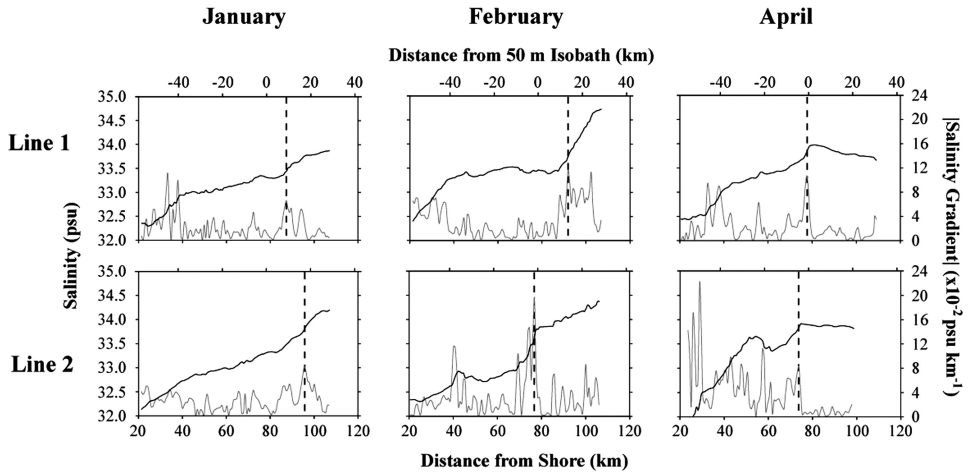 January February April
Distance from 50 m Isobath (km)
-40 -20 0 20 -40 -20 0 20 40 -40 -20 0 20 40
Line 1
Salinity (psu)
35.0 24
34.5 20
34.0 16
33.5 12
33.0 8
32.5 4
32.0 0
|Salinity Gradient| (x10-2 psu km-1)
Line 2
35.0 24
34.5 20
34.0 16
33.5 12
33.0 8
32.5 4
32.0 0
20 40 60 80 100 120 20 40 60 80 100 120 20 40 60 80 100 120
Distance from Shore (km)